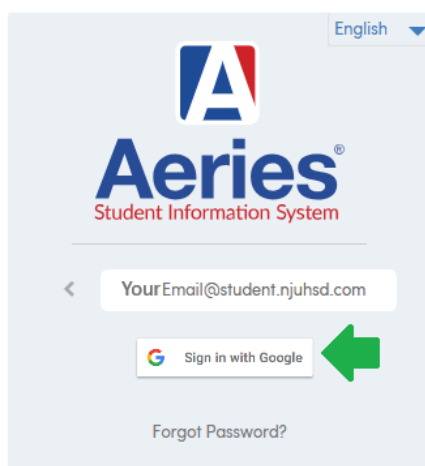 English
A
Aeries®
Student Information System
YourEmail@student.njuhsd.com
G Sign in with Google
Forgot Password?